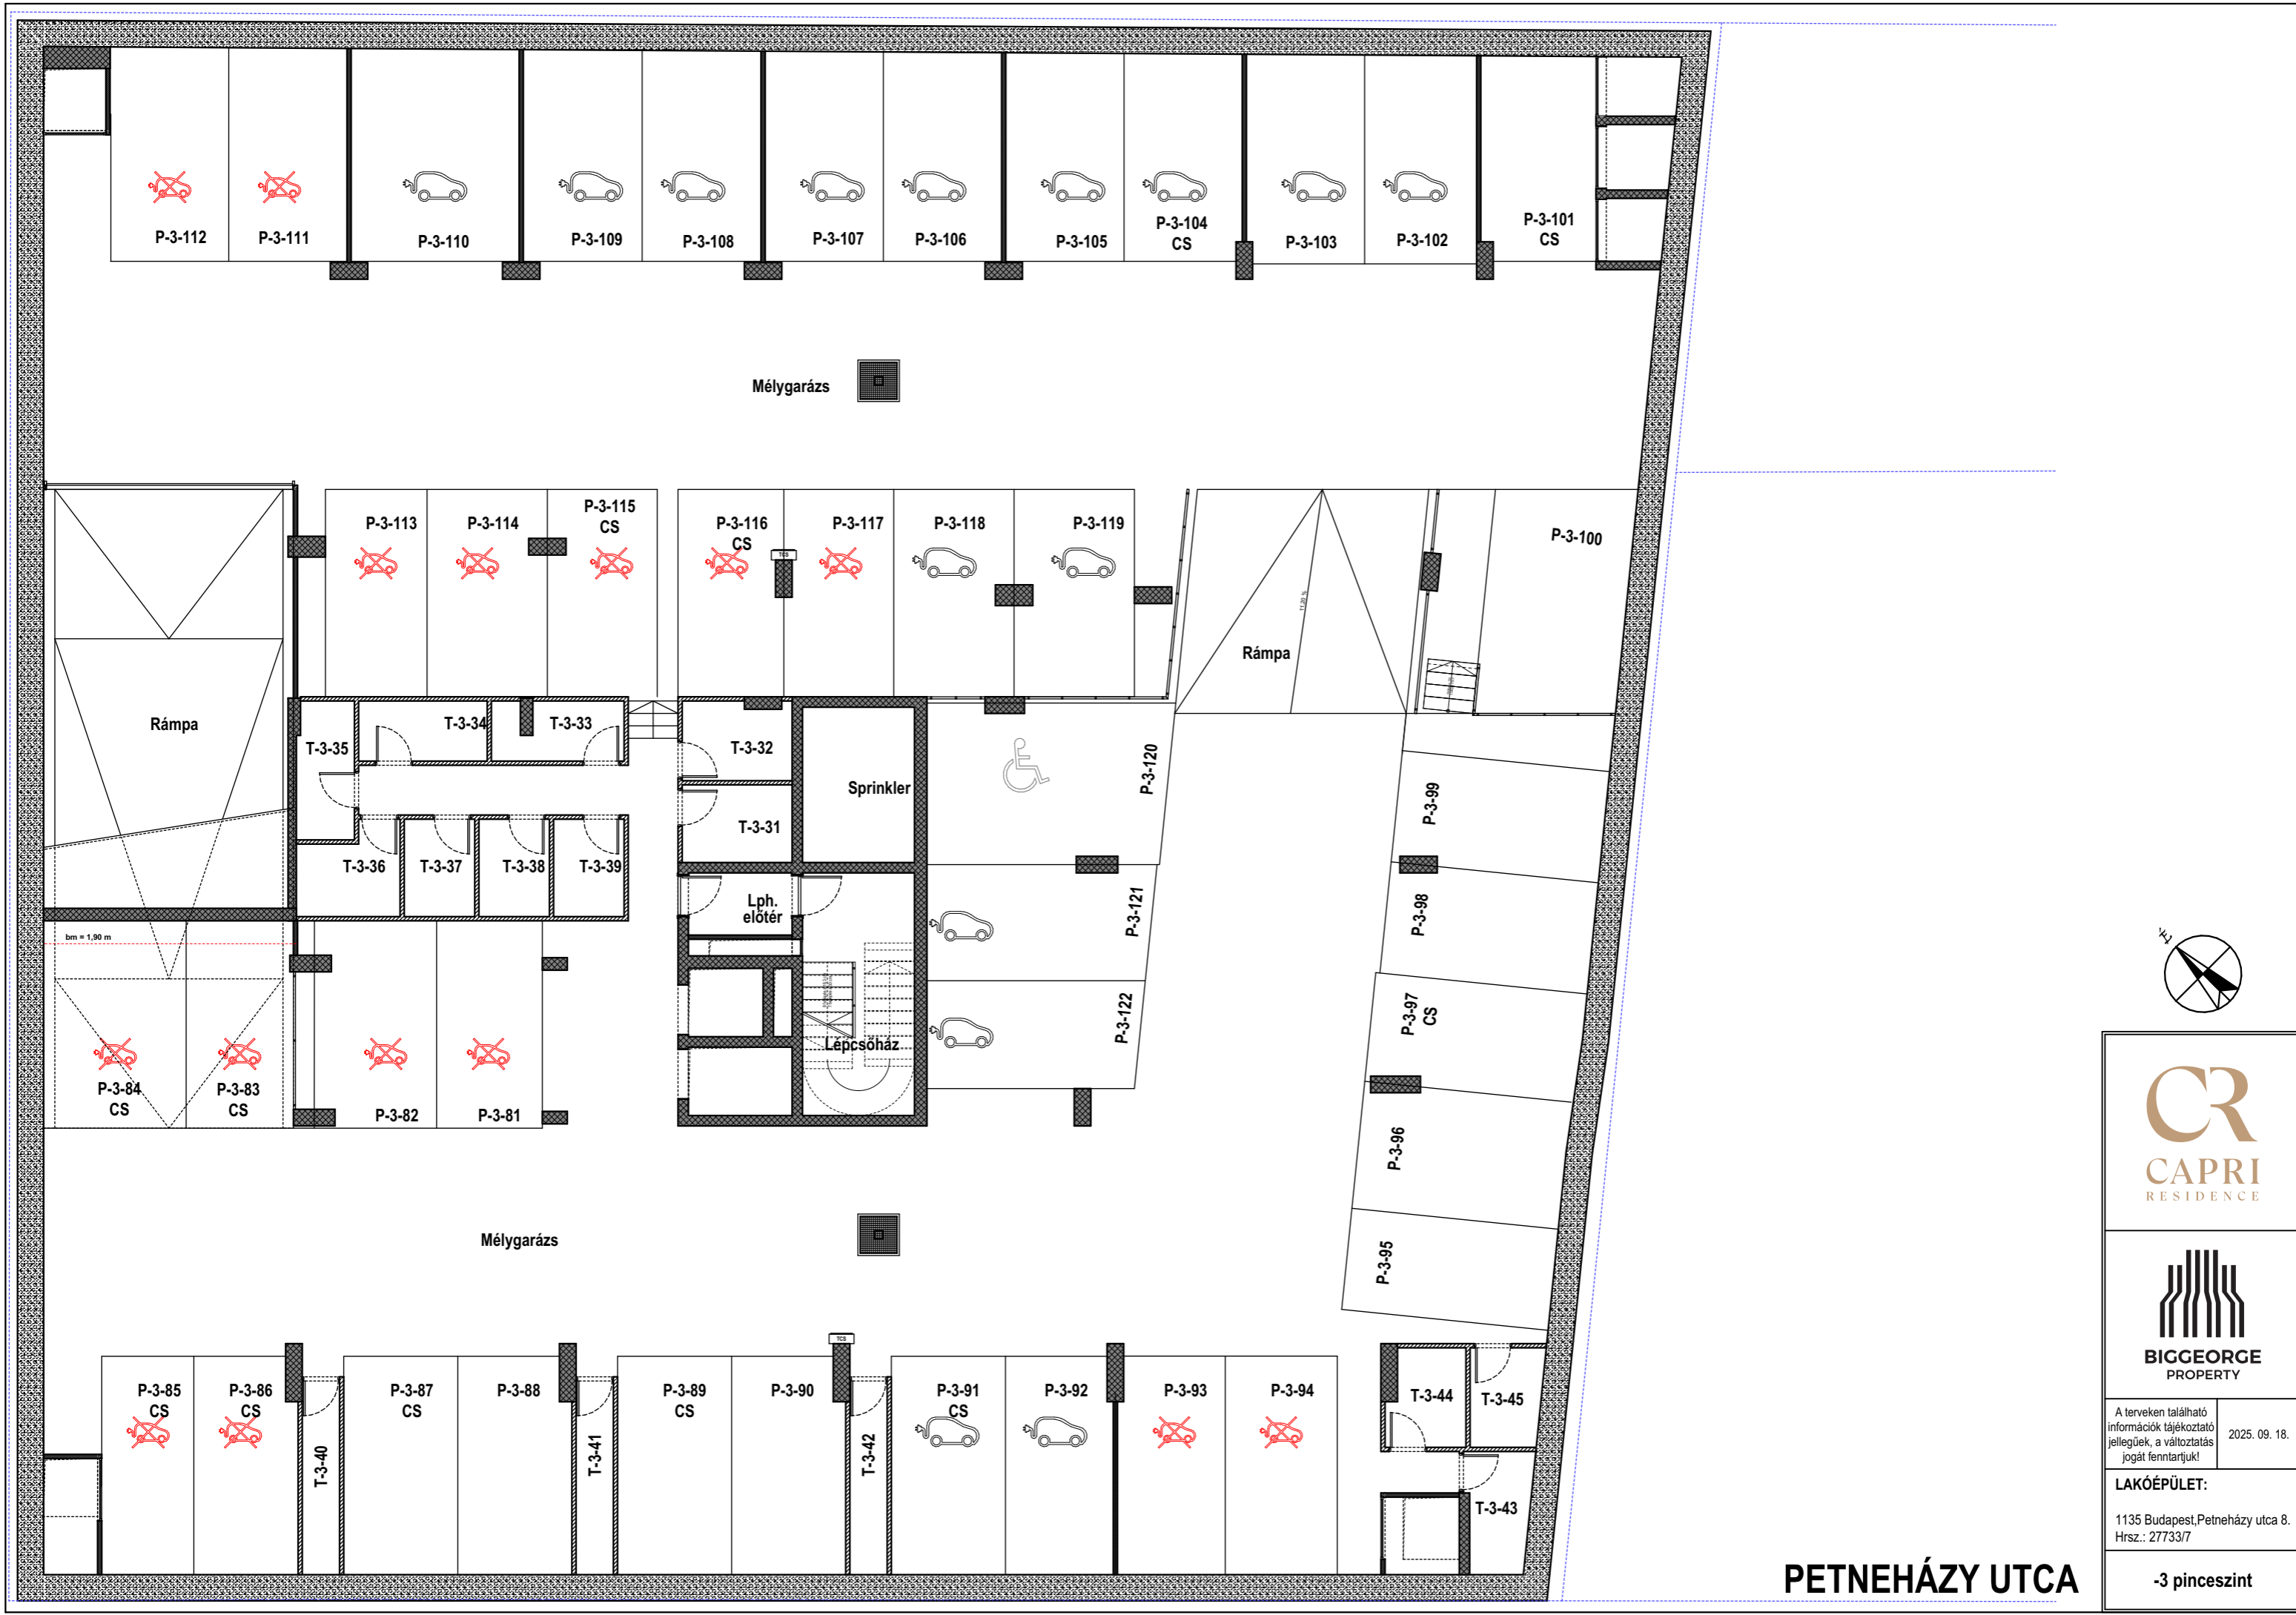 P-3-112
P-3-111
P-3-110
P-3-109
P-3-108
P-3-107
P-3-106
P-3-105
P-3-104
CS
P-3-103
P-3-102
P-3-101
CS
Mélygarázs
P-3-113
P-3-114
P-3-115
CS
P-3-116
CS
TCS
P-3-117
P-3-118
P-3-119
P-3-100
11,20 %
Rámpa
Rámpa
T-3-35
T-3-34
T-3-33
T-3-32
T-3-31
Sprinkler
P-3-120
P-3-99
T-3-36
T-3-37
T-3-38
T-3-39
Lph.
előtér
P-3-121
P-3-98
bm = 1,90 m
P-3-122
P-3-97
CS
Lépcsőház
P-3-84
CS
P-3-83
CS
P-3-82
P-3-81
P-3-96
Mélygarázs
P-3-95
TCS
P-3-85
CS
P-3-86
CS
P-3-87
CS
P-3-88
P-3-89
CS
P-3-90
P-3-91
CS
P-3-92
P-3-93
P-3-94
T-3-44
T-3-45
T-3-40
T-3-41
T-3-42
T-3-43
PETNEHÁZY UTCA
É
CR
CAPRI
RESIDENCE
BIGGEORGE
PROPERTY
A terveken található
információk tájékoztató
jellegűek, a változtatás
jogát fenntartjuk!
2025. 09. 18.
LAKÓÉPÜLET:
1135 Budapest,Petneházy utca 8.
Hrsz.: 27733/7
-3 pinceszint